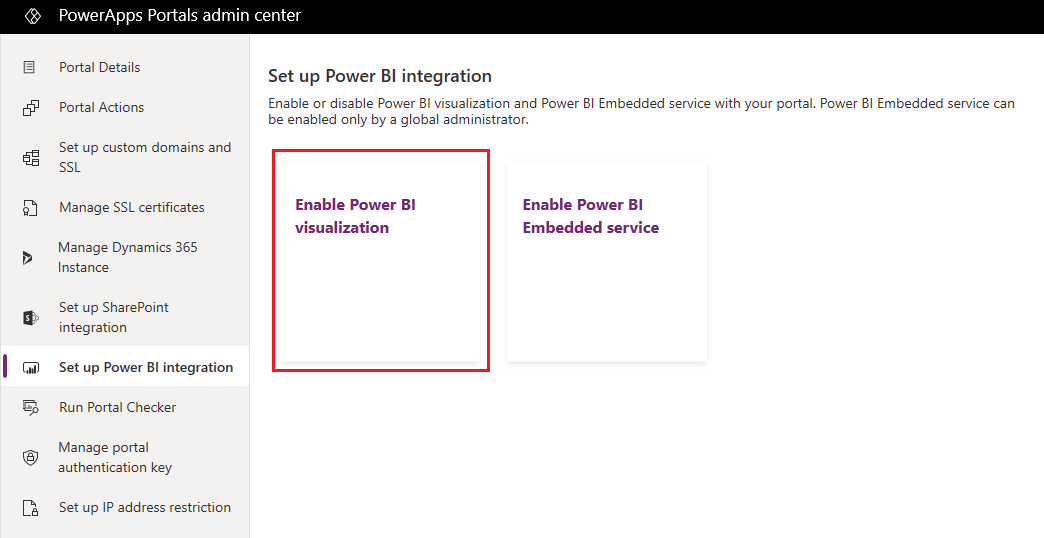 PowerApps Portals admin center
Portal Details
Portal Actions
Set up custom domains and
SSL
Manage SSL certificates
Manage Dynamics 365
Instance
Set up SharePoint
integration
Set up Power BI integration
Run Portal Checker
Manage portal
authentication key
Set up IP address restriction
Set up Power BI integration
Enable or disable Power BI visualization and Power BI Embedded service with your portal. Power BI Embedded service can
be enabled only by a global administrator.
Enable Power BI
visualization
Enable Power BI
Embedded service